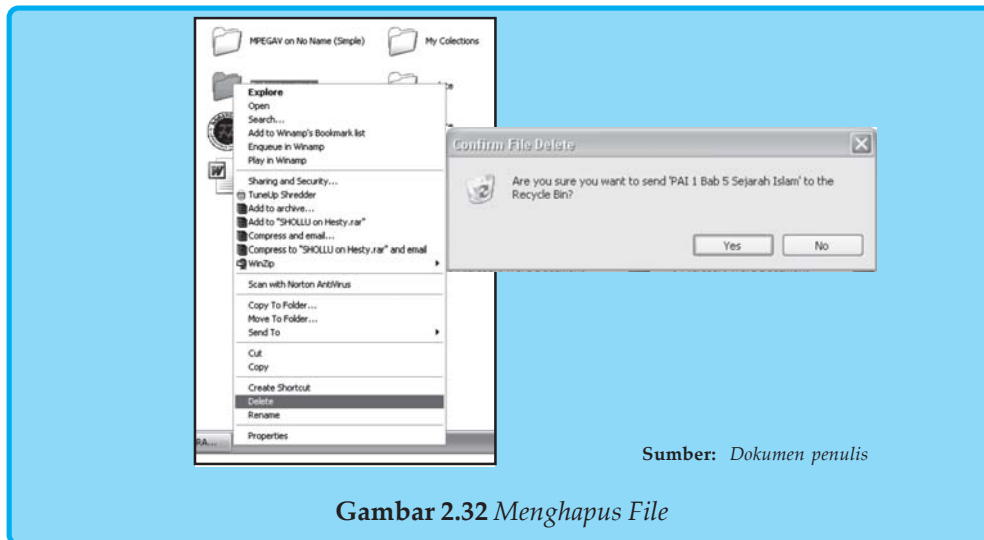 MPEGAV on No Name (Simple)
My Colections
Explore
Open
Search...
Add to Winamp's Bookmark list
Enqueue in Winamp
Play in Winamp
Sharing and Security...
TuneUp Shredder
Add to archive...
Add to "SHOLLU on Hesty.rar"
Compress and email...
Compress to "SHOLLU on Hesty.rar" and email
WinZip
Scan with Norton AntiVirus
Copy To Folder...
Move To Folder...
Send To
Cut
Copy
Create Shortcut
Delete
Rename
Properties
Confirm File Delete
Are you sure you want to send 'PAI 1 Bab 5 Sejarah Islam' to the
Recycle Bin?
Yes No
Sumber: Dokumen penulis
Gambar 2.32 Menghapus File